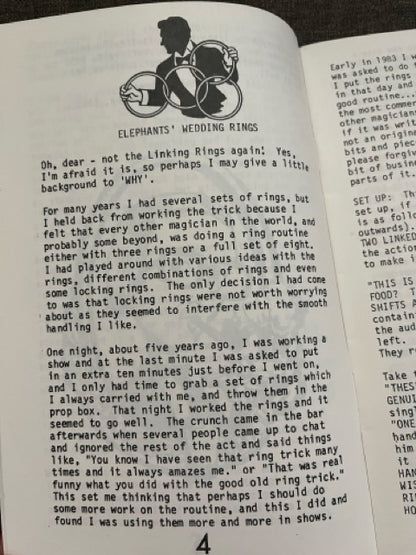 ELEPHANTS' WEDDING RINGS
Oh, dear - not the Linking Rings again! Yes,
I'm afraid it is, so perhaps I may give a little
background to 'WHY'.
For many years I had several sets of rings, but
I held back from working the trick because I
felt that every other magician in the world, and
probably some beyond, was doing a ring routine
either with three rings or a full set of eight.
I had played around with various ideas with the
rings, different combinations of rings and even
some locking rings. The only decision I had come
to was that locking rings were not worth worrying
about as they seemed to interfere with the smooth
handling I like.
One night, about five years ago, I was working a
show and at the last minute I was asked to put
in an extra ten minutes just before I went on,
and I only had time to grab a set of rings which
I always carried with me, and throw them in the
prop box. That night I worked the rings and it
seemed to go well. The crunch came in the bar
afterwards when several people came up to chat
and ignored the rest of the act and said things
like, "You know I have seen that ring trick many
times and it always amazes me." or "That was real
funny what you did with the good old ring trick."
This set me thinking that perhaps I should do
some more work on the routine, and this I did and
found I was using them more and more in shows.
4
Early in 1983 I w
was asked to do
I put the rings
in that day and
good routine...
the most comme
other magicians
if it was writ
not an origin
bits and piec
please forgiv
bit of busine
parts of it.
SET UP: Th
set up, if
is as follo
outwards).
TWO LINKED
the action
to make i
"THIS IS
FOOD? T
SHIFTS
contain
the aud
left.
They r
Take t
"THES
GENUI
sing
"ONE
hand
him
it
HAN
WIS
RIN
HO